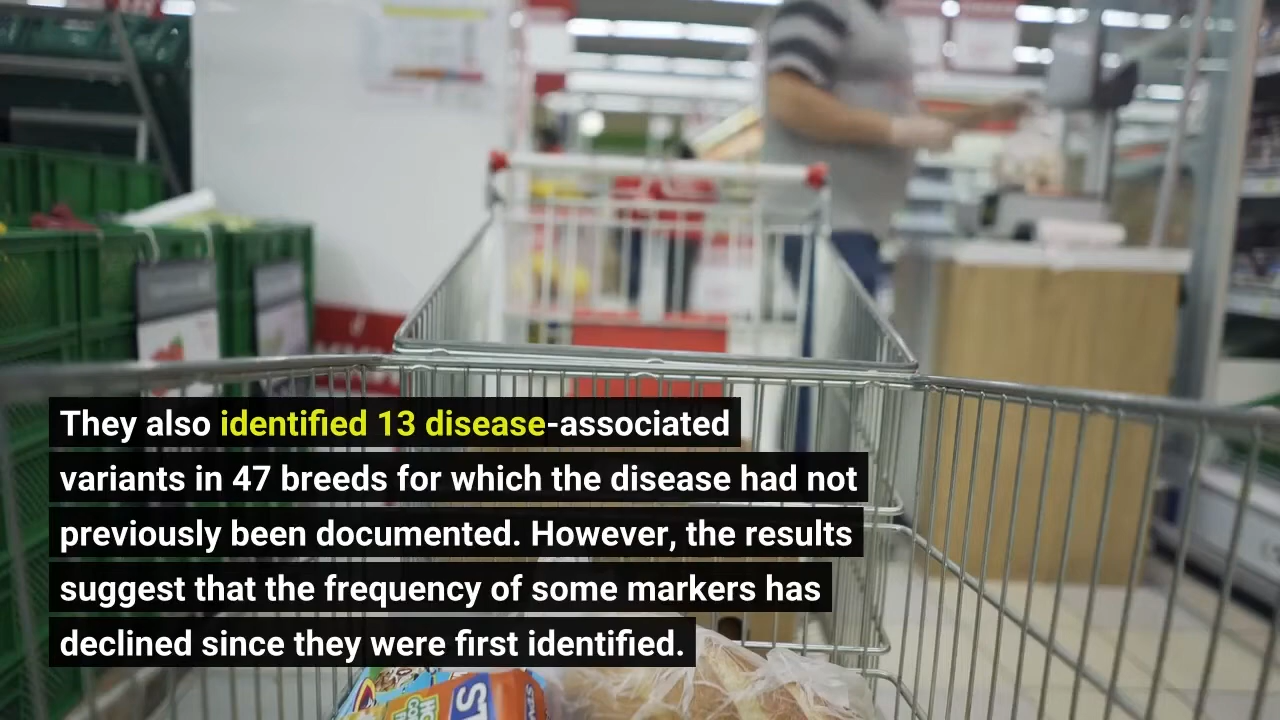 They also identified 13 disease-associated
variants in 47 breeds for which the disease had not
previously been documented. However, the results
suggest that the frequency of some markers has
declined since they were first identified.
ST